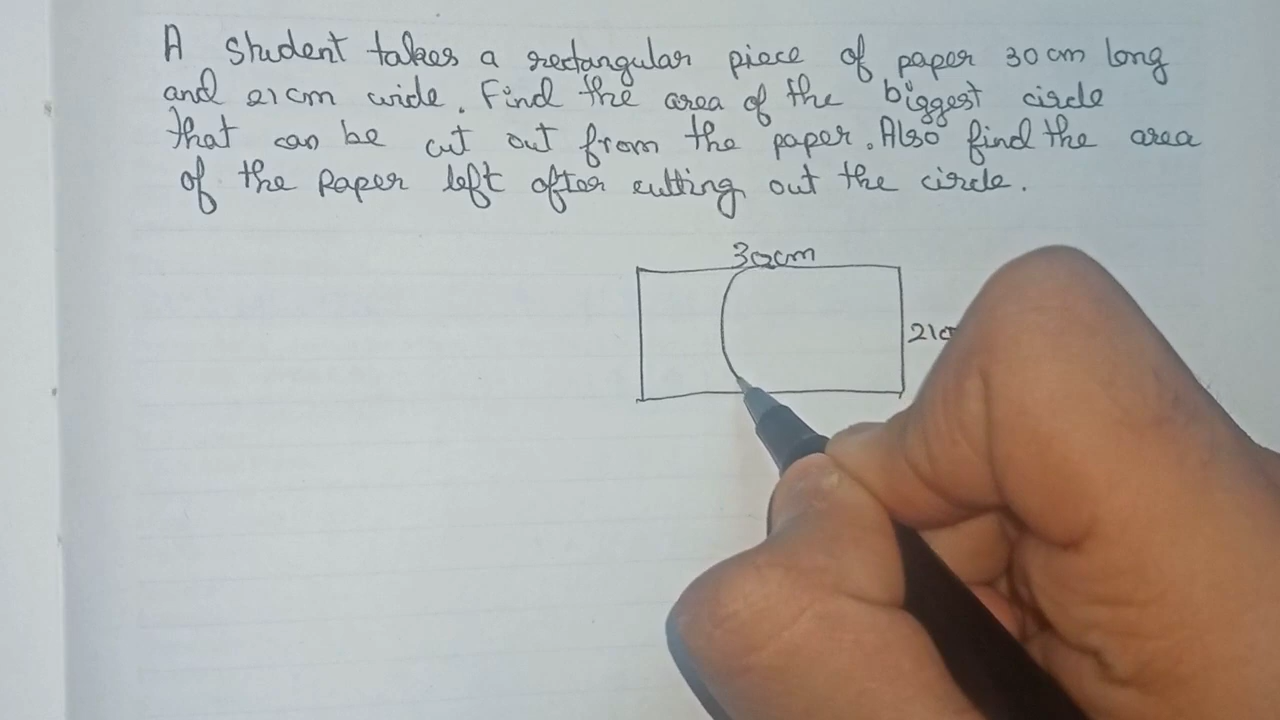 A student takes a rectangular piece of paper 30 cm long
and 21 cm wide. Find the area of the biggest circle
that can be cut out from the paper. Also find the area
of the paper left after cutting out the circle.
30cm
21c